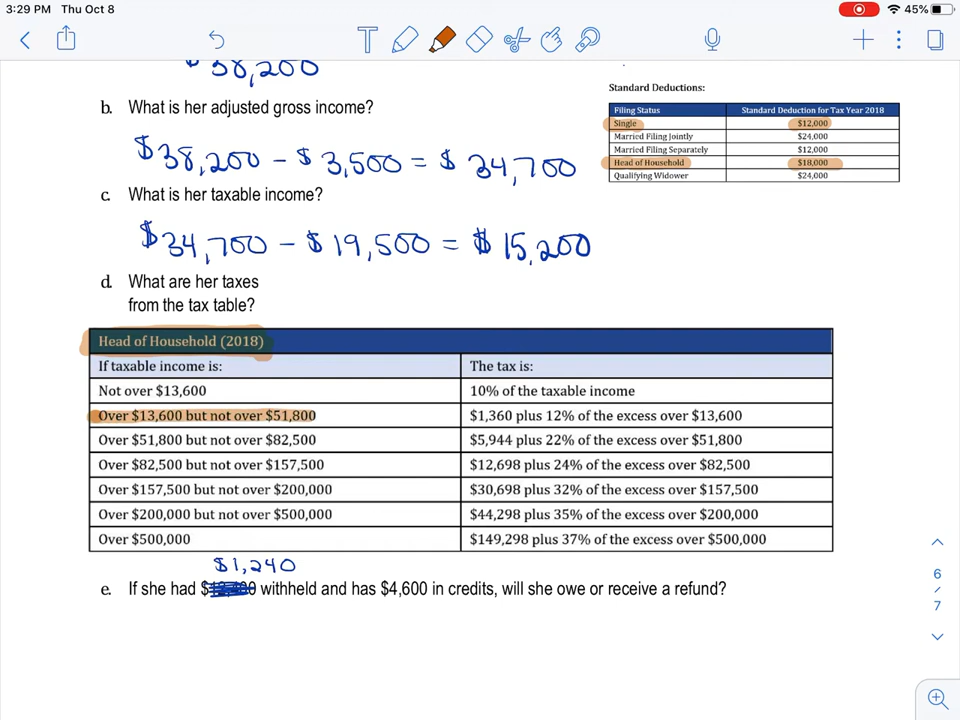 3:29 PM Thu Oct 8
45%
$38,200
b. What is her adjusted gross income?
$38,200 - $3,500 = $34,700
c. What is her taxable income?
$34,700 - $19,500 = $15,200
d. What are her taxes
from the tax table?
Standard Deductions:
Filing Status Standard Deduction for Tax Year 2018
Single $12,000
Married Filing Jointly $24,000
Married Filing Separately $12,000
Head of Household $18,000
Qualifying Widower $24,000
Head of Household (2018)
If taxable income is: The tax is:
Not over $13,600 10% of the taxable income
Over $13,600 but not over $51,800 $1,360 plus 12% of the excess over $13,600
Over $51,800 but not over $82,500 $5,944 plus 22% of the excess over $51,800
Over $82,500 but not over $157,500 $12,698 plus 24% of the excess over $82,500
Over $157,500 but not over $200,000 $30,698 plus 32% of the excess over $157,500
Over $200,000 but not over $500,000 $44,298 plus 35% of the excess over $200,000
Over $500,000 $149,298 plus 37% of the excess over $500,000
$1,240
e. If she had $ withheld and has $4,600 in credits, will she owe or receive a refund?
6
/
7